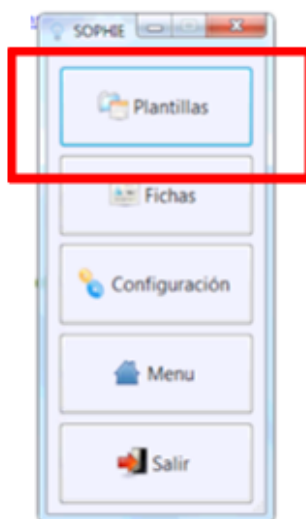 SOPHIE
Plantillas
Fichas
Configuración
Menu
Salir